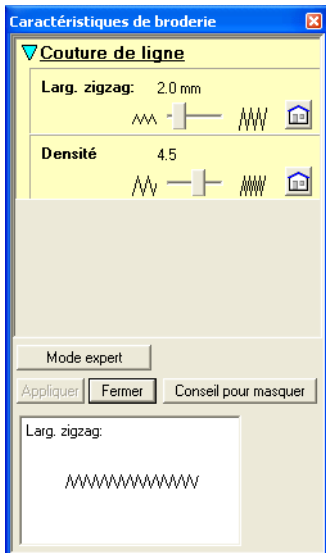 Caractéristiques de broderie
Couture de ligne
Larg. zigzag: 2.0 mm
Densité 4.5
Mode expert
Appliquer Fermer Conseil pour masquer
Larg. zigzag: